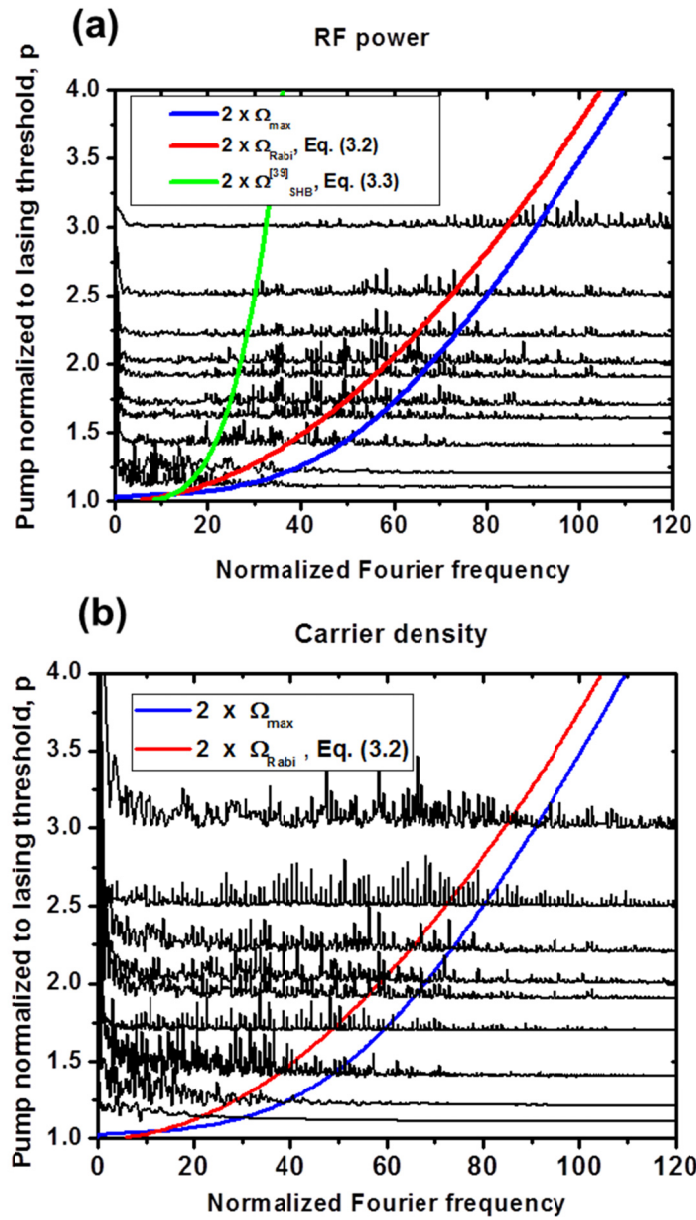 (a)
RF power
Pump normalized to lasing threshold, p
4.0
3.5
3.0
2.5
2.0
1.5
1.0
2 x Ωmax
2 x ΩRabi, Eq. (3.2)
2 x Ω[39]SHB, Eq. (3.3)
0 20 40 60 80 100 120
Normalized Fourier frequency
(b)
Carrier density
Pump normalized to lasing threshold, p
4.0
3.5
3.0
2.5
2.0
1.5
1.0
2 x Ωmax
2 x ΩRabi , Eq. (3.2)
0 20 40 60 80 100 120
Normalized Fourier frequency